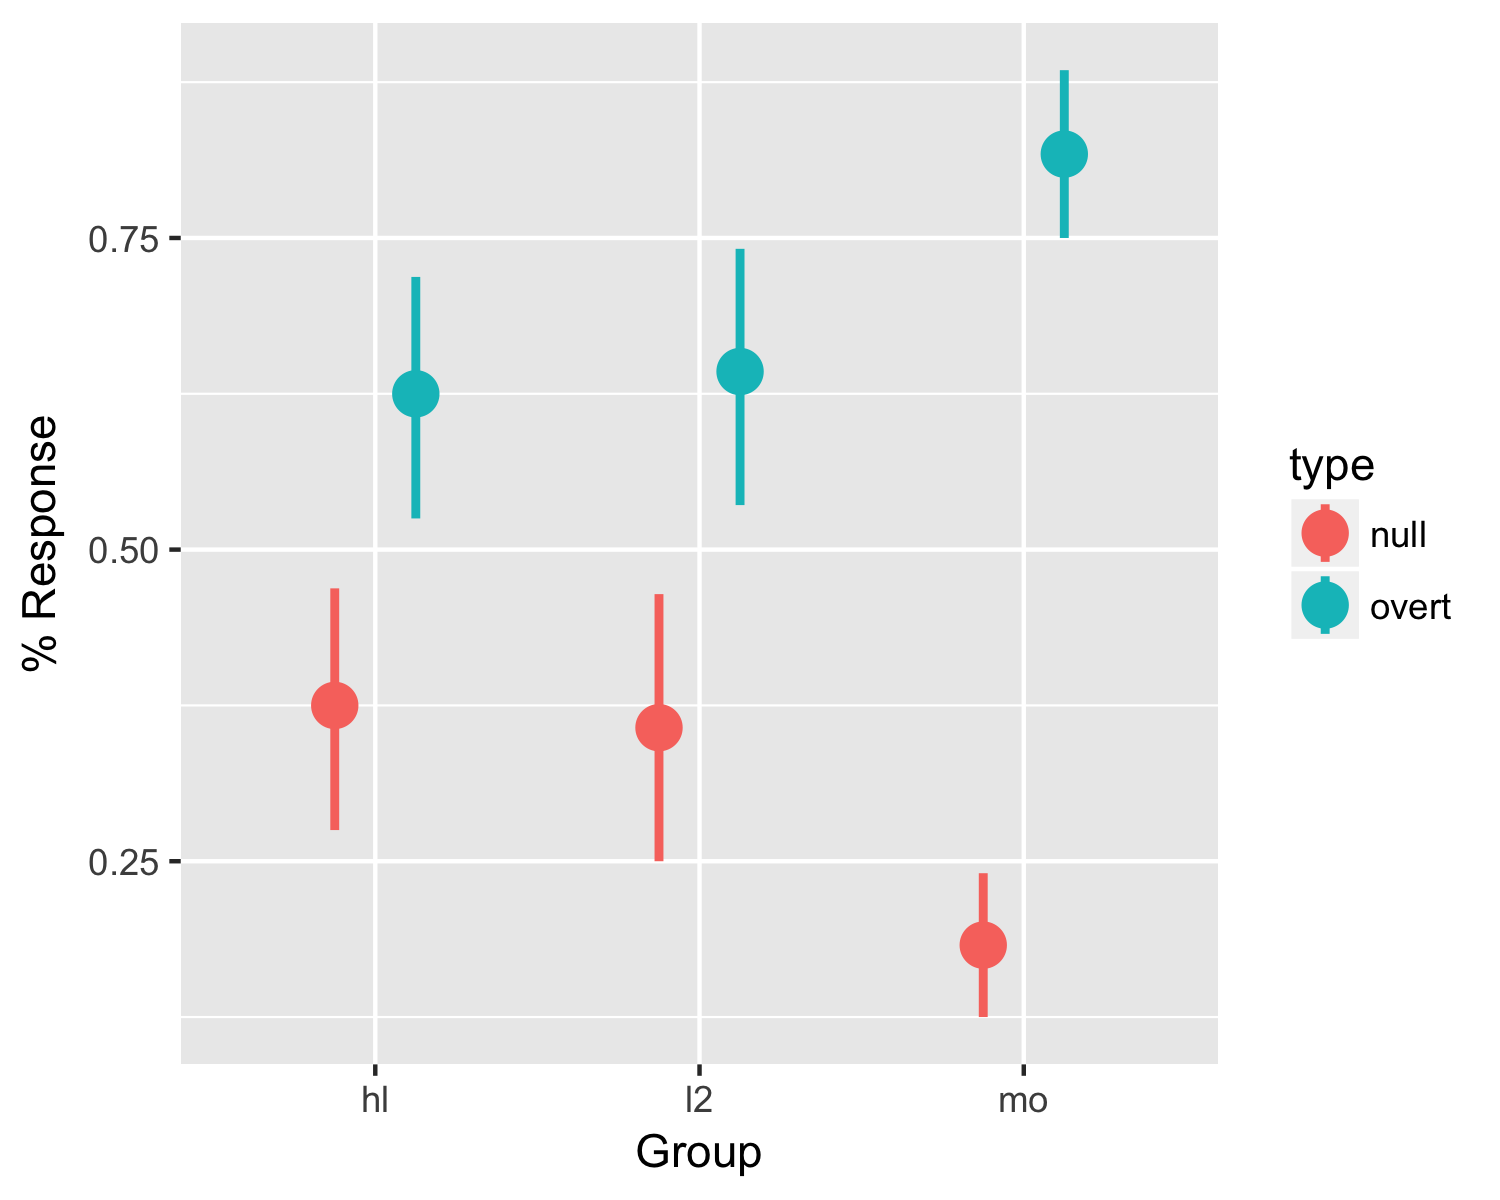 % Response
0.75
0.50
0.25
hl
l2
mo
Group
type
null
overt